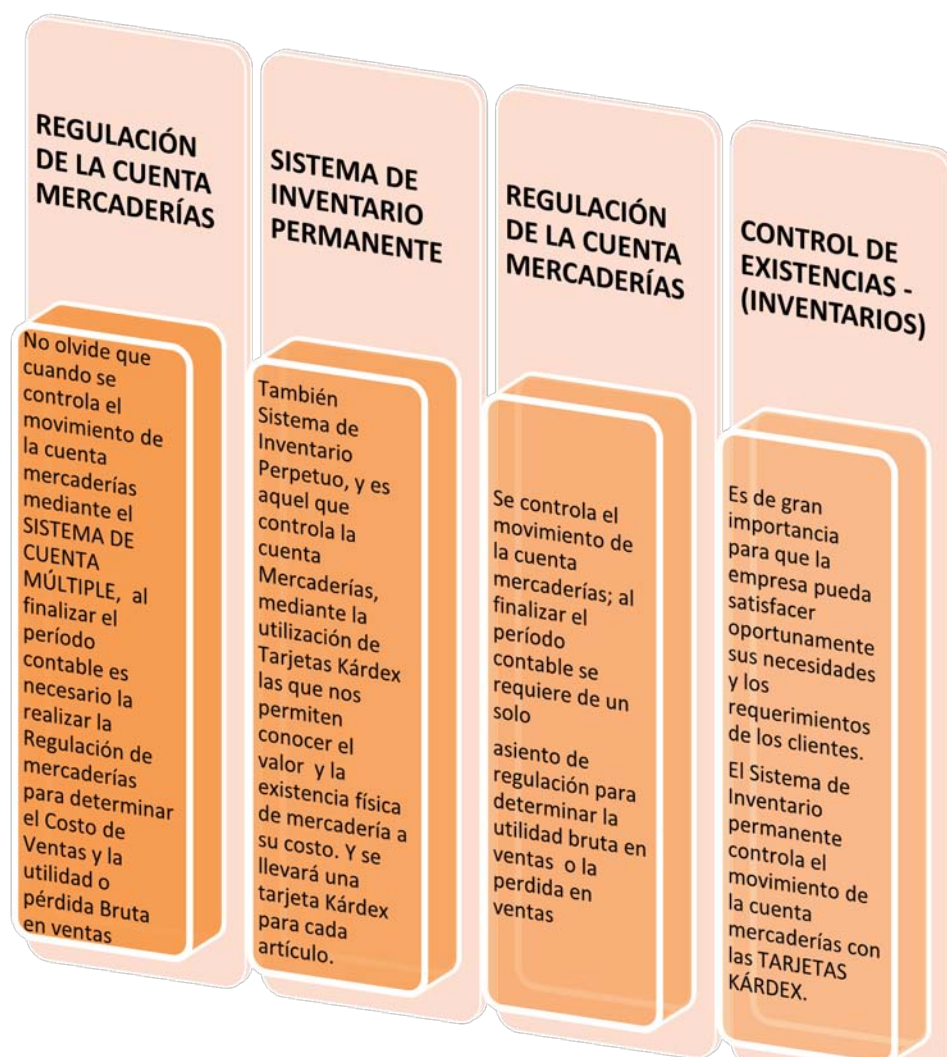 REGULACIÓN
DE LA CUENTA
MERCADERÍAS
No olvide que
cuando se
controla el
movimiento de
la cuenta
mercaderías
mediante el
SISTEMA DE
CUENTA
MÚLTIPLE, al
finalizar el
período
contable es
necesario la
realizar la
Regulación de
mercaderías
para determinar
el Costo de
Ventas y la
utilidad o
pérdida Bruta
en ventas
SISTEMA DE
INVENTARIO
PERMANENTE
También
Sistema de
Inventario
Perpetuo, y es
aquel que
controla la
cuenta
Mercaderías,
mediante la
utilización de
Tarjetas Kárdex
las que nos
permiten
conocer el
valor y la
existencia física
de mercadería a
su costo. Y se
llevará una
tarjeta Kárdex
para cada
artículo.
REGULACIÓN
DE LA CUENTA
MERCADERÍAS
Se controla el
movimiento de
la cuenta
mercaderías; al
finalizar el
período
contable se
requiere de un
solo
asiento de
regulación para
determinar la
utilidad bruta en
ventas o la
perdida en
ventas
CONTROL DE
EXISTENCIAS -
(INVENTARIOS)
Es de gran
importancia
para que la
empresa pueda
satisfacer
oportunamente
sus necesidades
y los
requerimientos
de los clientes.
El Sistema de
Inventario
permanente
controla el
movimiento de
la cuenta
mercaderías con
las TARJETAS
KÁRDEX.